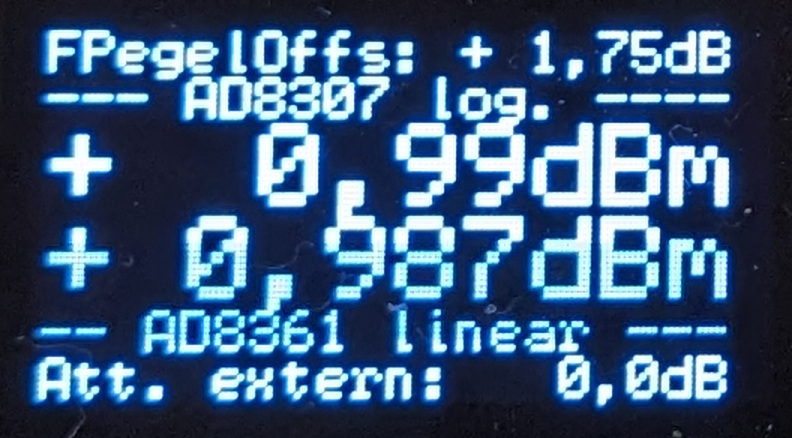 FPegelOffs: + 1,75dB
--- AD8307 log. ----
+ 0,99dBm
+ 0,987dBm
-- AD8361 linear ---
Att. extern: 0,0dB